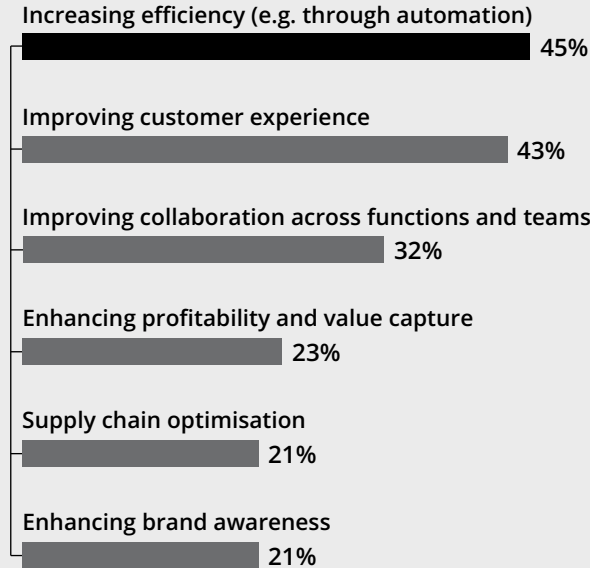 Increasing efficiency (e.g. through automation)
45%
Improving customer experience
43%
Improving collaboration across functions and teams
32%
Enhancing profitability and value capture
23%
Supply chain optimisation
21%
Enhancing brand awareness
21%